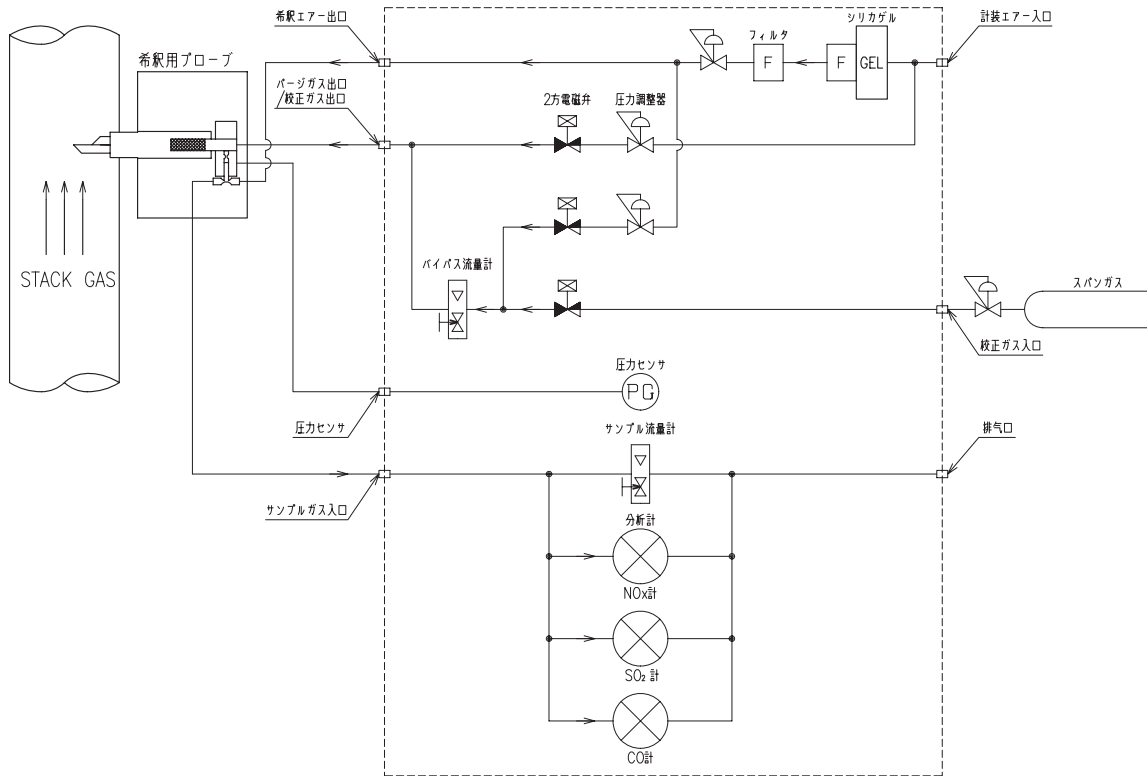 希釈エアー出口
シリカゲル
計装エアー入口
フィルタ
希釈用プローブ
F
F
GEL
パージガス出口
/校正ガス出口
2方電磁弁
圧力調整器
STACK GAS
バイパス流量計
スパンガス
校正ガス入口
圧力センサ
PG
圧力センサ
サンプル流量計
排気口
サンプルガス入口
分析計
NOx計
SO₂計
CO計